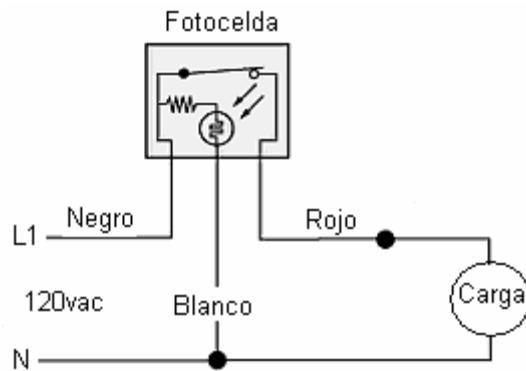 Fotocelda
Negro
L1
Rojo
120vac
Blanco
Carga
N